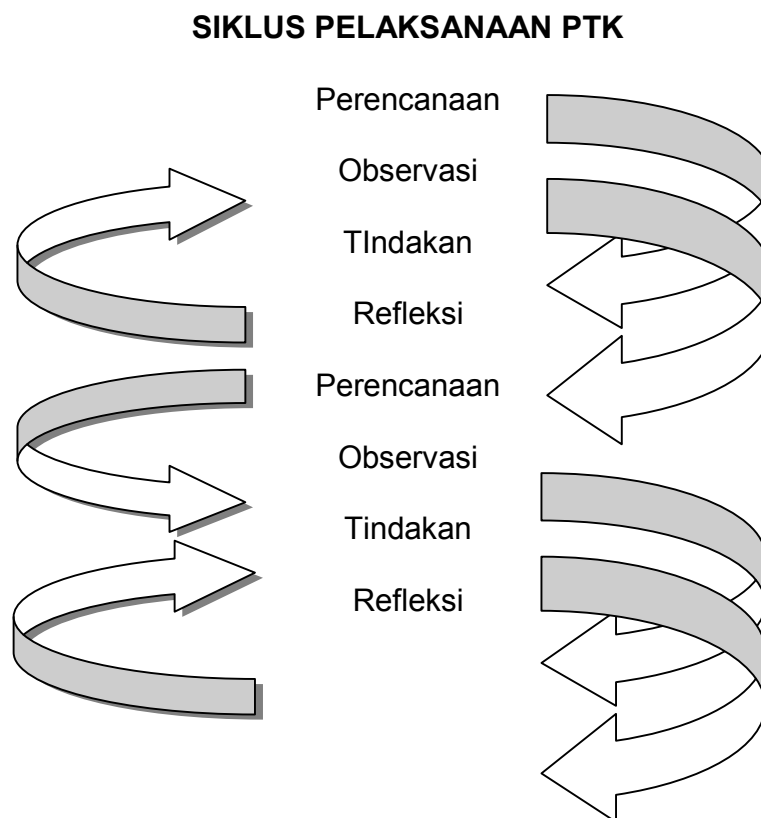 SIKLUS PELAKSANAAN PTK
Perencanaan
Observasi
TIndakan
Refleksi
Perencanaan
Observasi
Tindakan
Refleksi